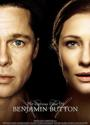 The Curious Case Of
BENJAMIN BUTTON